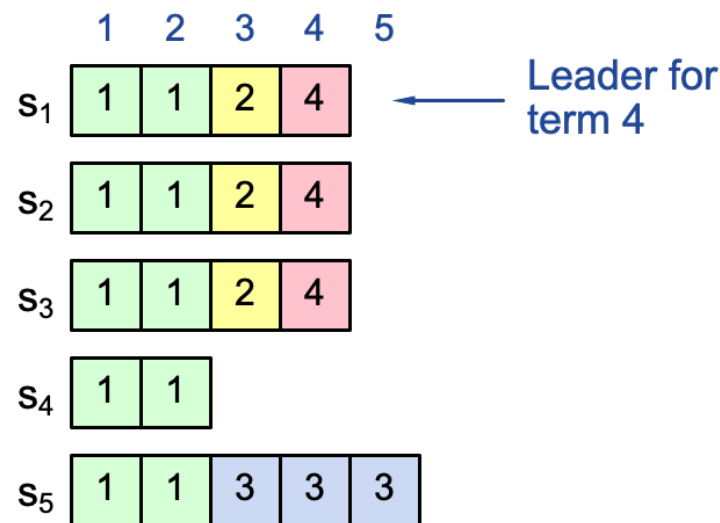 1 2 3 4 5
s₁ 1 1 2 4 Leader for
term 4
s₂ 1 1 2 4
s₃ 1 1 2 4
s₄ 1 1
s₅ 1 1 3 3 3